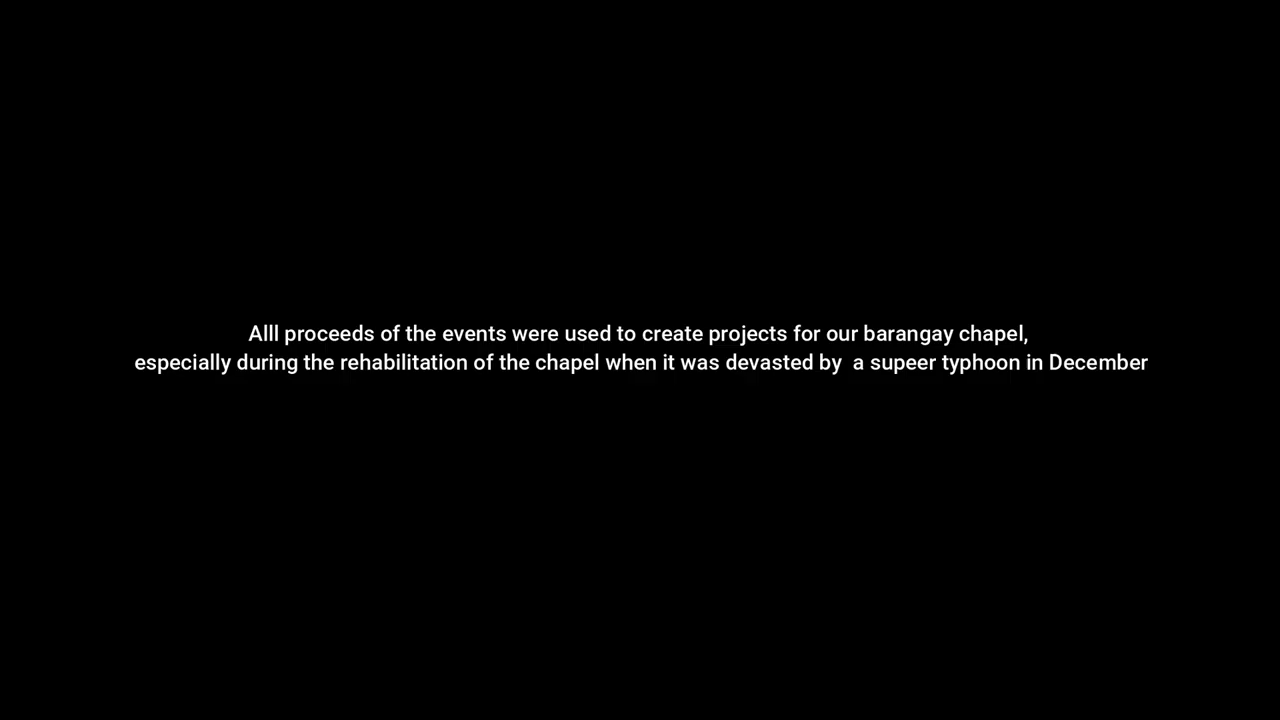 Alll proceeds of the events were used to create projects for our barangay chapel,
especially during the rehabilitation of the chapel when it was devasted by  a supeer typhoon in December